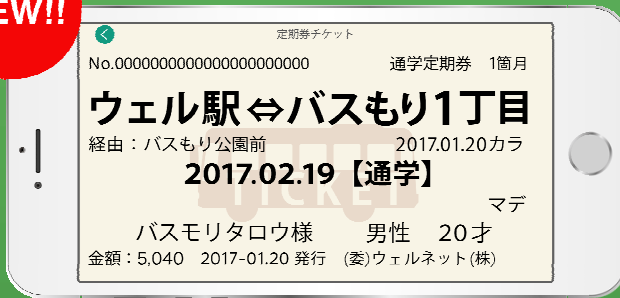 EW!!
定期券チケット
No.0000000000000000000000 通学定期券 1箇月
ウェル駅⇔バスもり1丁目
経由：バスもり公園前 2017.01.20カラ
2017.02.19【通学】
TICKET
マデ
バスモリタロウ様 男性 20才
金額：5,040 2017-01.20 発行 (委)ウェルネット(株)